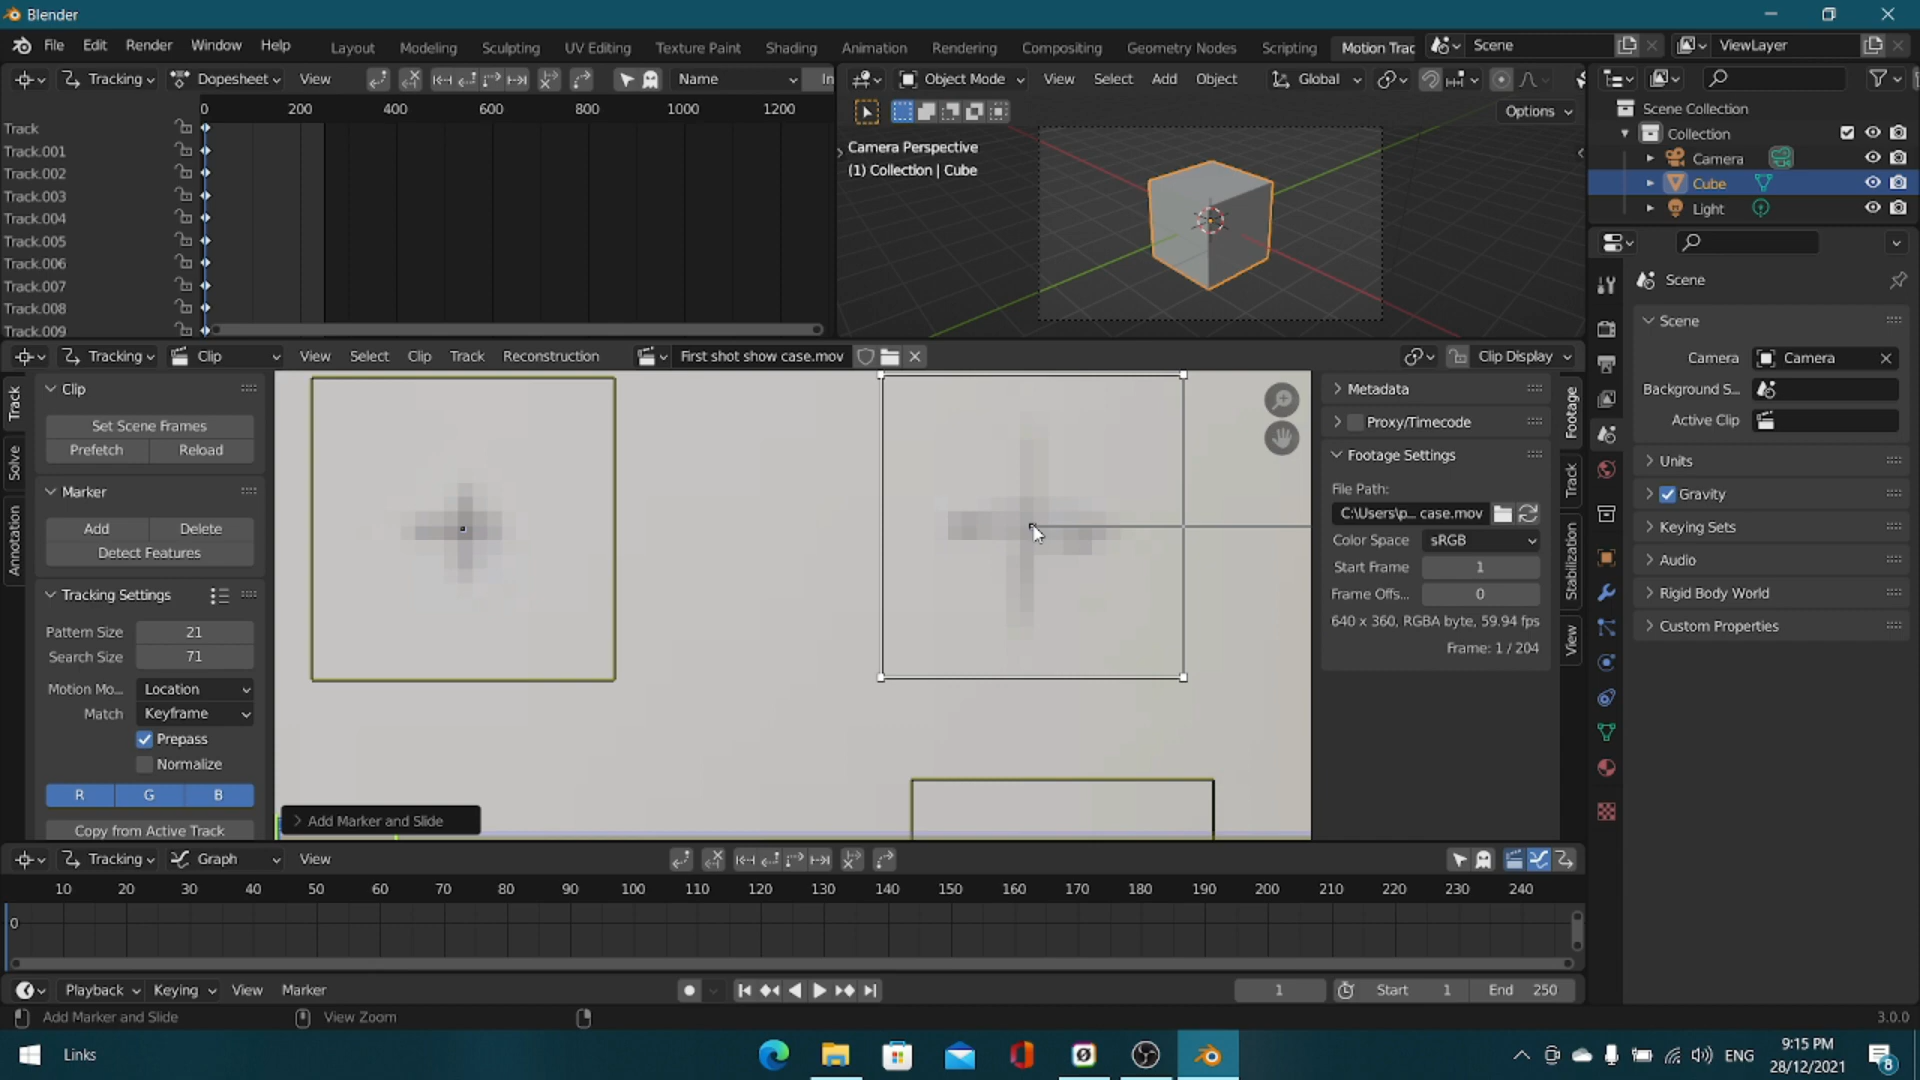 Blender
File Edit Render Window Help Layout Modeling Sculpting UV Editing Texture Paint Shading Animation Rendering Compositing Geometry Nodes Scripting Motion Trac Scene ViewLayer
Tracking Dopesheet View Name In
0 200 400 600 800 1000 1200
Track
Track.001
Track.002
Track.003
Track.004
Track.005
Track.006
Track.007
Track.008
Track.009
Object Mode View Select Add Object Global
Options
Camera Perspective
(1) Collection | Cube
Scene Collection
Collection
Camera
Cube
Light
Tracking Clip View Select Clip Track Reconstruction First shot show case.mov Clip Display
Track
Solve
Annotation
Clip
Set Scene Frames
Prefetch Reload
Marker
Add Delete
Detect Features
Tracking Settings
Pattern Size 21
Search Size 71
Motion Mo... Location
Match Keyframe
Prepass
Normalize
R G B
Copy from Active Track
Add Marker and Slide
Metadata
Proxy/Timecode
Footage Settings
File Path:
C:\Users\p... case.mov
Color Space sRGB
Start Frame 1
Frame Offs... 0
640 x 360, RGBA byte, 59.94 fps
Frame: 1 / 204
Footage
Track
Stabilization
View
Scene
Scene
Camera Camera
Background S...
Active Clip
Units
Gravity
Keying Sets
Audio
Rigid Body World
Custom Properties
Tracking Graph View
10 20 30 40 50 60 70 80 90 100 110 120 130 140 150 160 170 180 190 200 210 220 230 240
0
Playback Keying View Marker 1 Start 1 End 250
Add Marker and Slide View Zoom 3.0.0
Links ENG 9:15 PM
28/12/2021
8